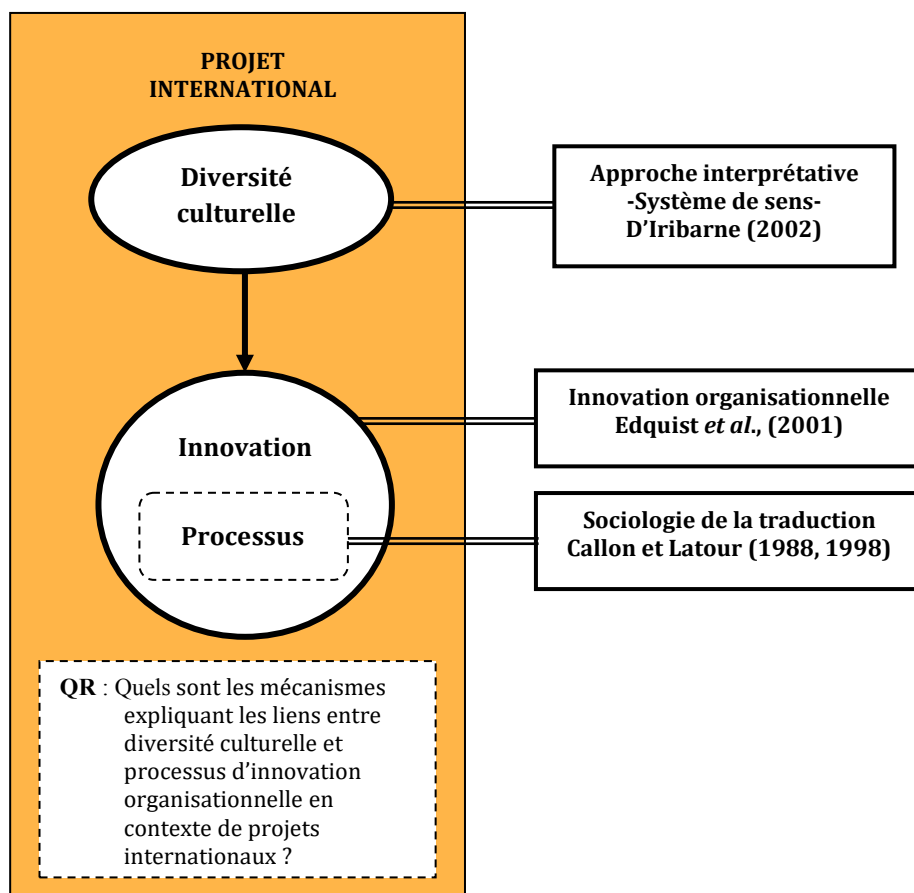 PROJET
INTERNATIONAL
Diversité
culturelle
Approche interprétative
-Système de sens-
D’Iribarne (2002)
Innovation
Processus
Innovation organisationnelle
Edquist et al., (2001)
Sociologie de la traduction
Callon et Latour (1988, 1998)
QR : Quels sont les mécanismes
expliquant les liens entre
diversité culturelle et
processus d’innovation
organisationnelle en
contexte de projets
internationaux ?